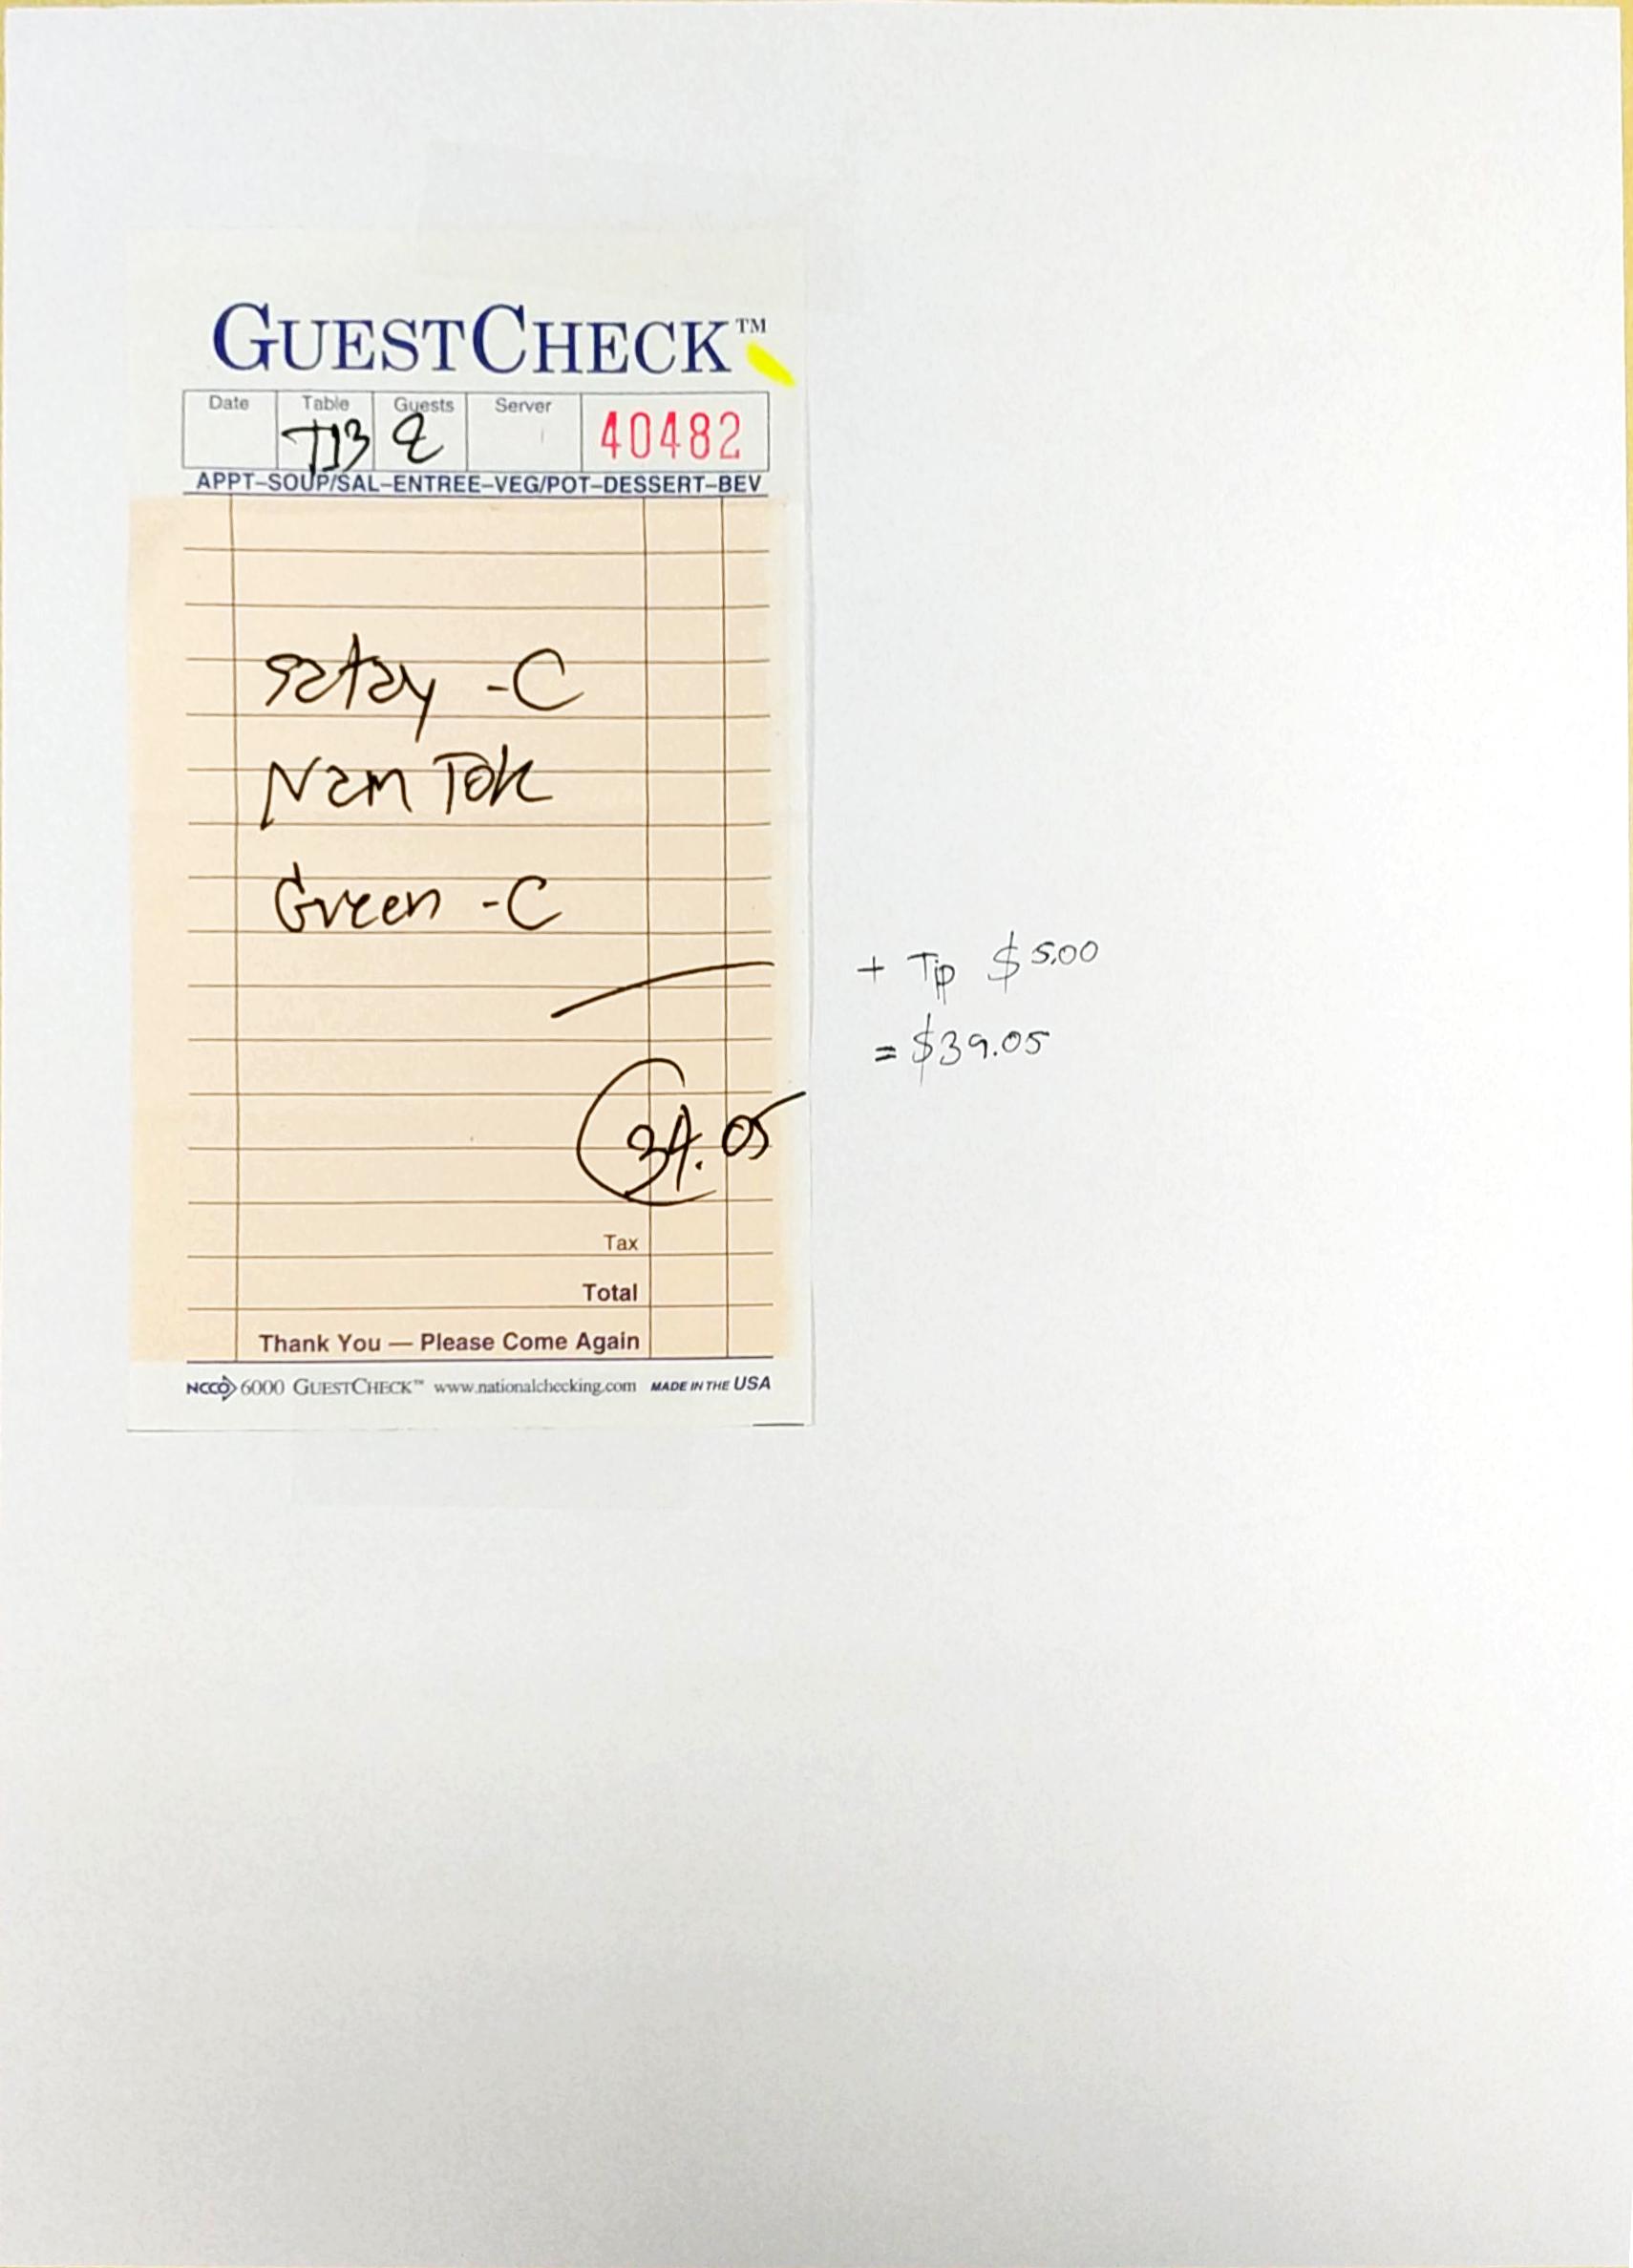 GUESTCHECK™
Date Table Guests Server
T13 2 40482
APPT–SOUP/SAL–ENTREE–VEG/POT–DESSERT–BEV
Satay -C
Nam Tok
Green -C
34.05
Tax
Total
Thank You — Please Come Again
NCCO 6000 GUESTCHECK™ www.nationalchecking.com MADE IN THE USA
+ Tip $5.00
= $39.05